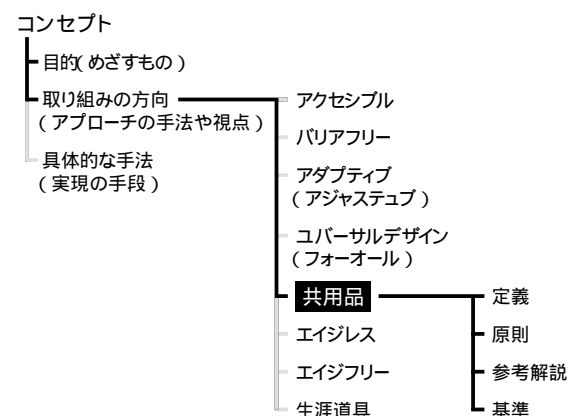 コンセプト
目的(めざすもの)
取り組みの方向
(アプローチの手法や視点)
具体的な手法
(実現の手段)
アクセシブル
バリアフリー
アダプティブ
(アジャステュブ)
ユバーサルデザイン
(フォーオール)
共用品
エイジレス
エイジフリー
生涯道具
定義
原則
参考解説
基準